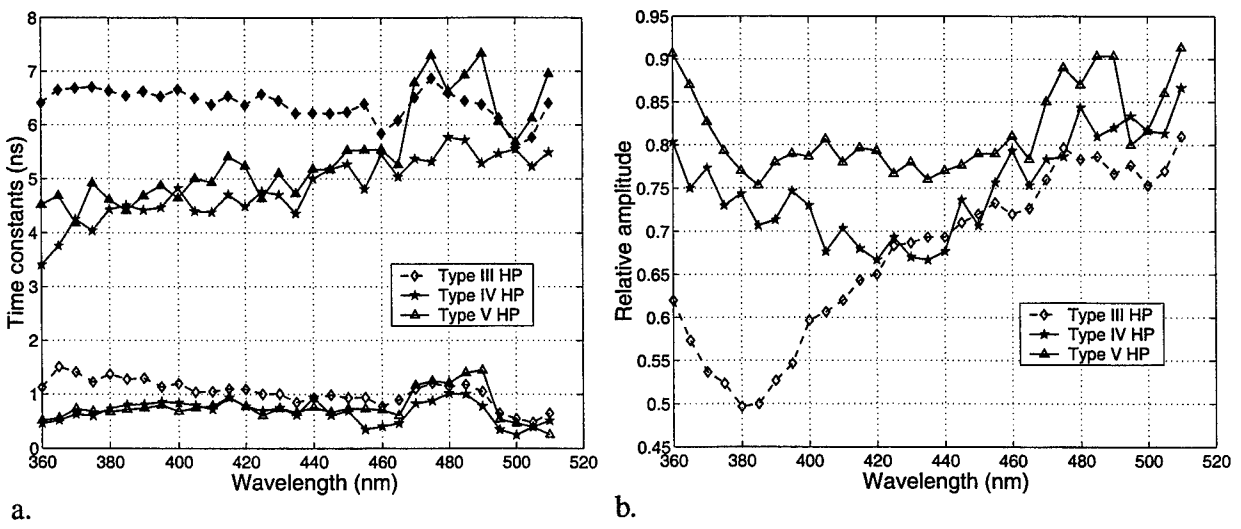 8
7
6
5
4
3
2
1
0
360 380 400 420 440 460 480 500 520
Time constants (ns)
Wavelength (nm)
Type III HP
Type IV HP
Type V HP
a.
0.95
0.9
0.85
0.8
0.75
0.7
0.65
0.6
0.55
0.5
0.45
360 380 400 420 440 460 480 500 520
Relative amplitude
Wavelength (nm)
Type III HP
Type IV HP
Type V HP
b.